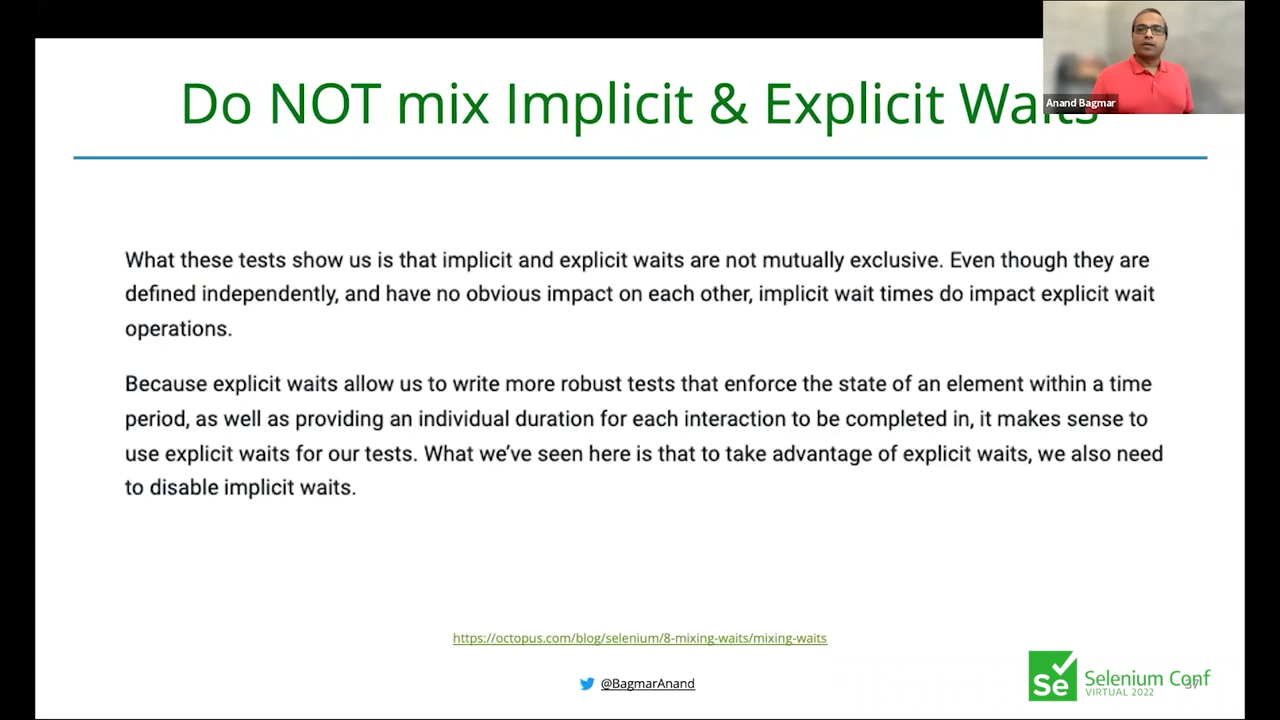 Do NOT mix Implicit & Explicit Waits
Anand Bagmar
What these tests show us is that implicit and explicit waits are not mutually exclusive. Even though they are
defined independently, and have no obvious impact on each other, implicit wait times do impact explicit wait
operations.
Because explicit waits allow us to write more robust tests that enforce the state of an element within a time
period, as well as providing an individual duration for each interaction to be completed in, it makes sense to
use explicit waits for our tests. What we’ve seen here is that to take advantage of explicit waits, we also need
to disable implicit waits.
https://octopus.com/blog/selenium/8-mixing-waits/mixing-waits
@BagmarAnand
Se Selenium Conf
VIRTUAL 2022
37